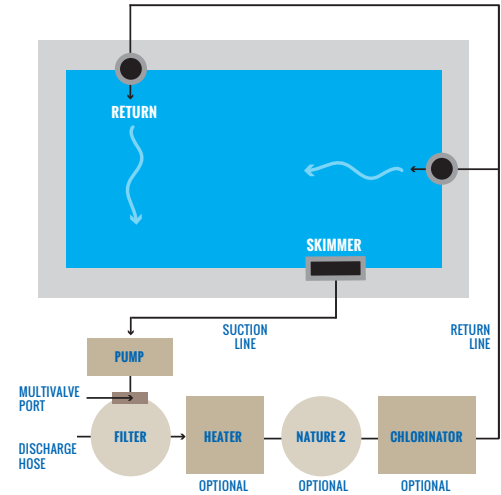 RETURN
SKIMMER
SUCTION
LINE
RETURN
LINE
PUMP
MULTIVALVE
PORT
FILTER
HEATER
NATURE 2
CHLORINATOR
DISCHARGE
HOSE
OPTIONAL
OPTIONAL
OPTIONAL